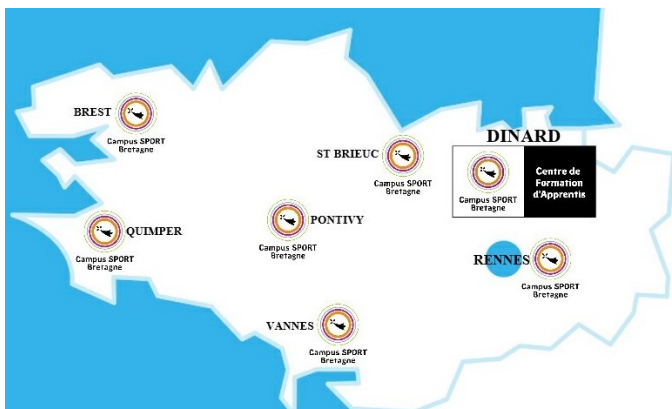 BREST
Campus SPORT
Bretagne
ST BRIEUC
Campus SPORT
Bretagne
DINARD
Campus SPORT
Bretagne
Centre de
Formation
d'Apprentis
QUIMPER
Campus SPORT
Bretagne
PONTIVY
Campus SPORT
Bretagne
RENNES
Campus SPORT
Bretagne
VANNES
Campus SPORT
Bretagne